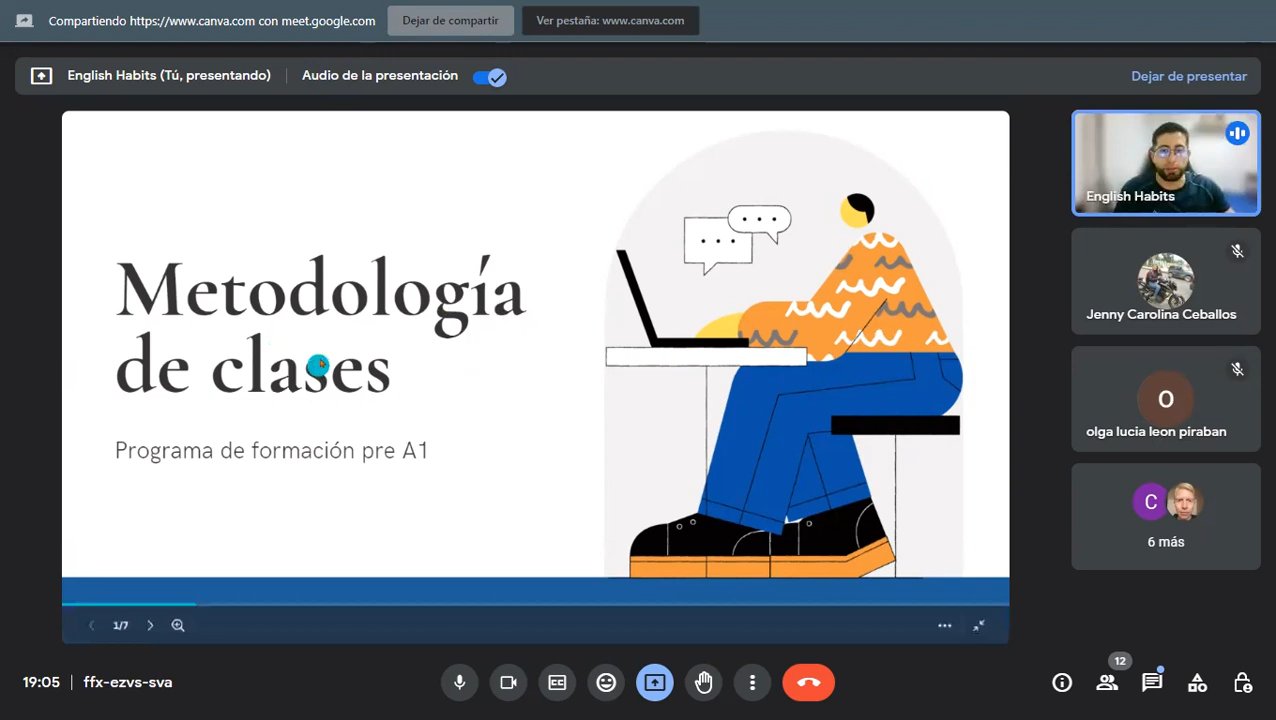 Compartiendo https://www.canva.com con meet.google.com
Dejar de compartir
Ver pestaña: www.canva.com
English Habits (Tú, presentando)
Audio de la presentación
Dejar de presentar
Metodología
de clases
Programa de formación pre A1
1/7
English Habits
Jenny Carolina Ceballos
O
olga lucia leon piraban
C
6 más
19:05
ffx-ezvs-sva
12